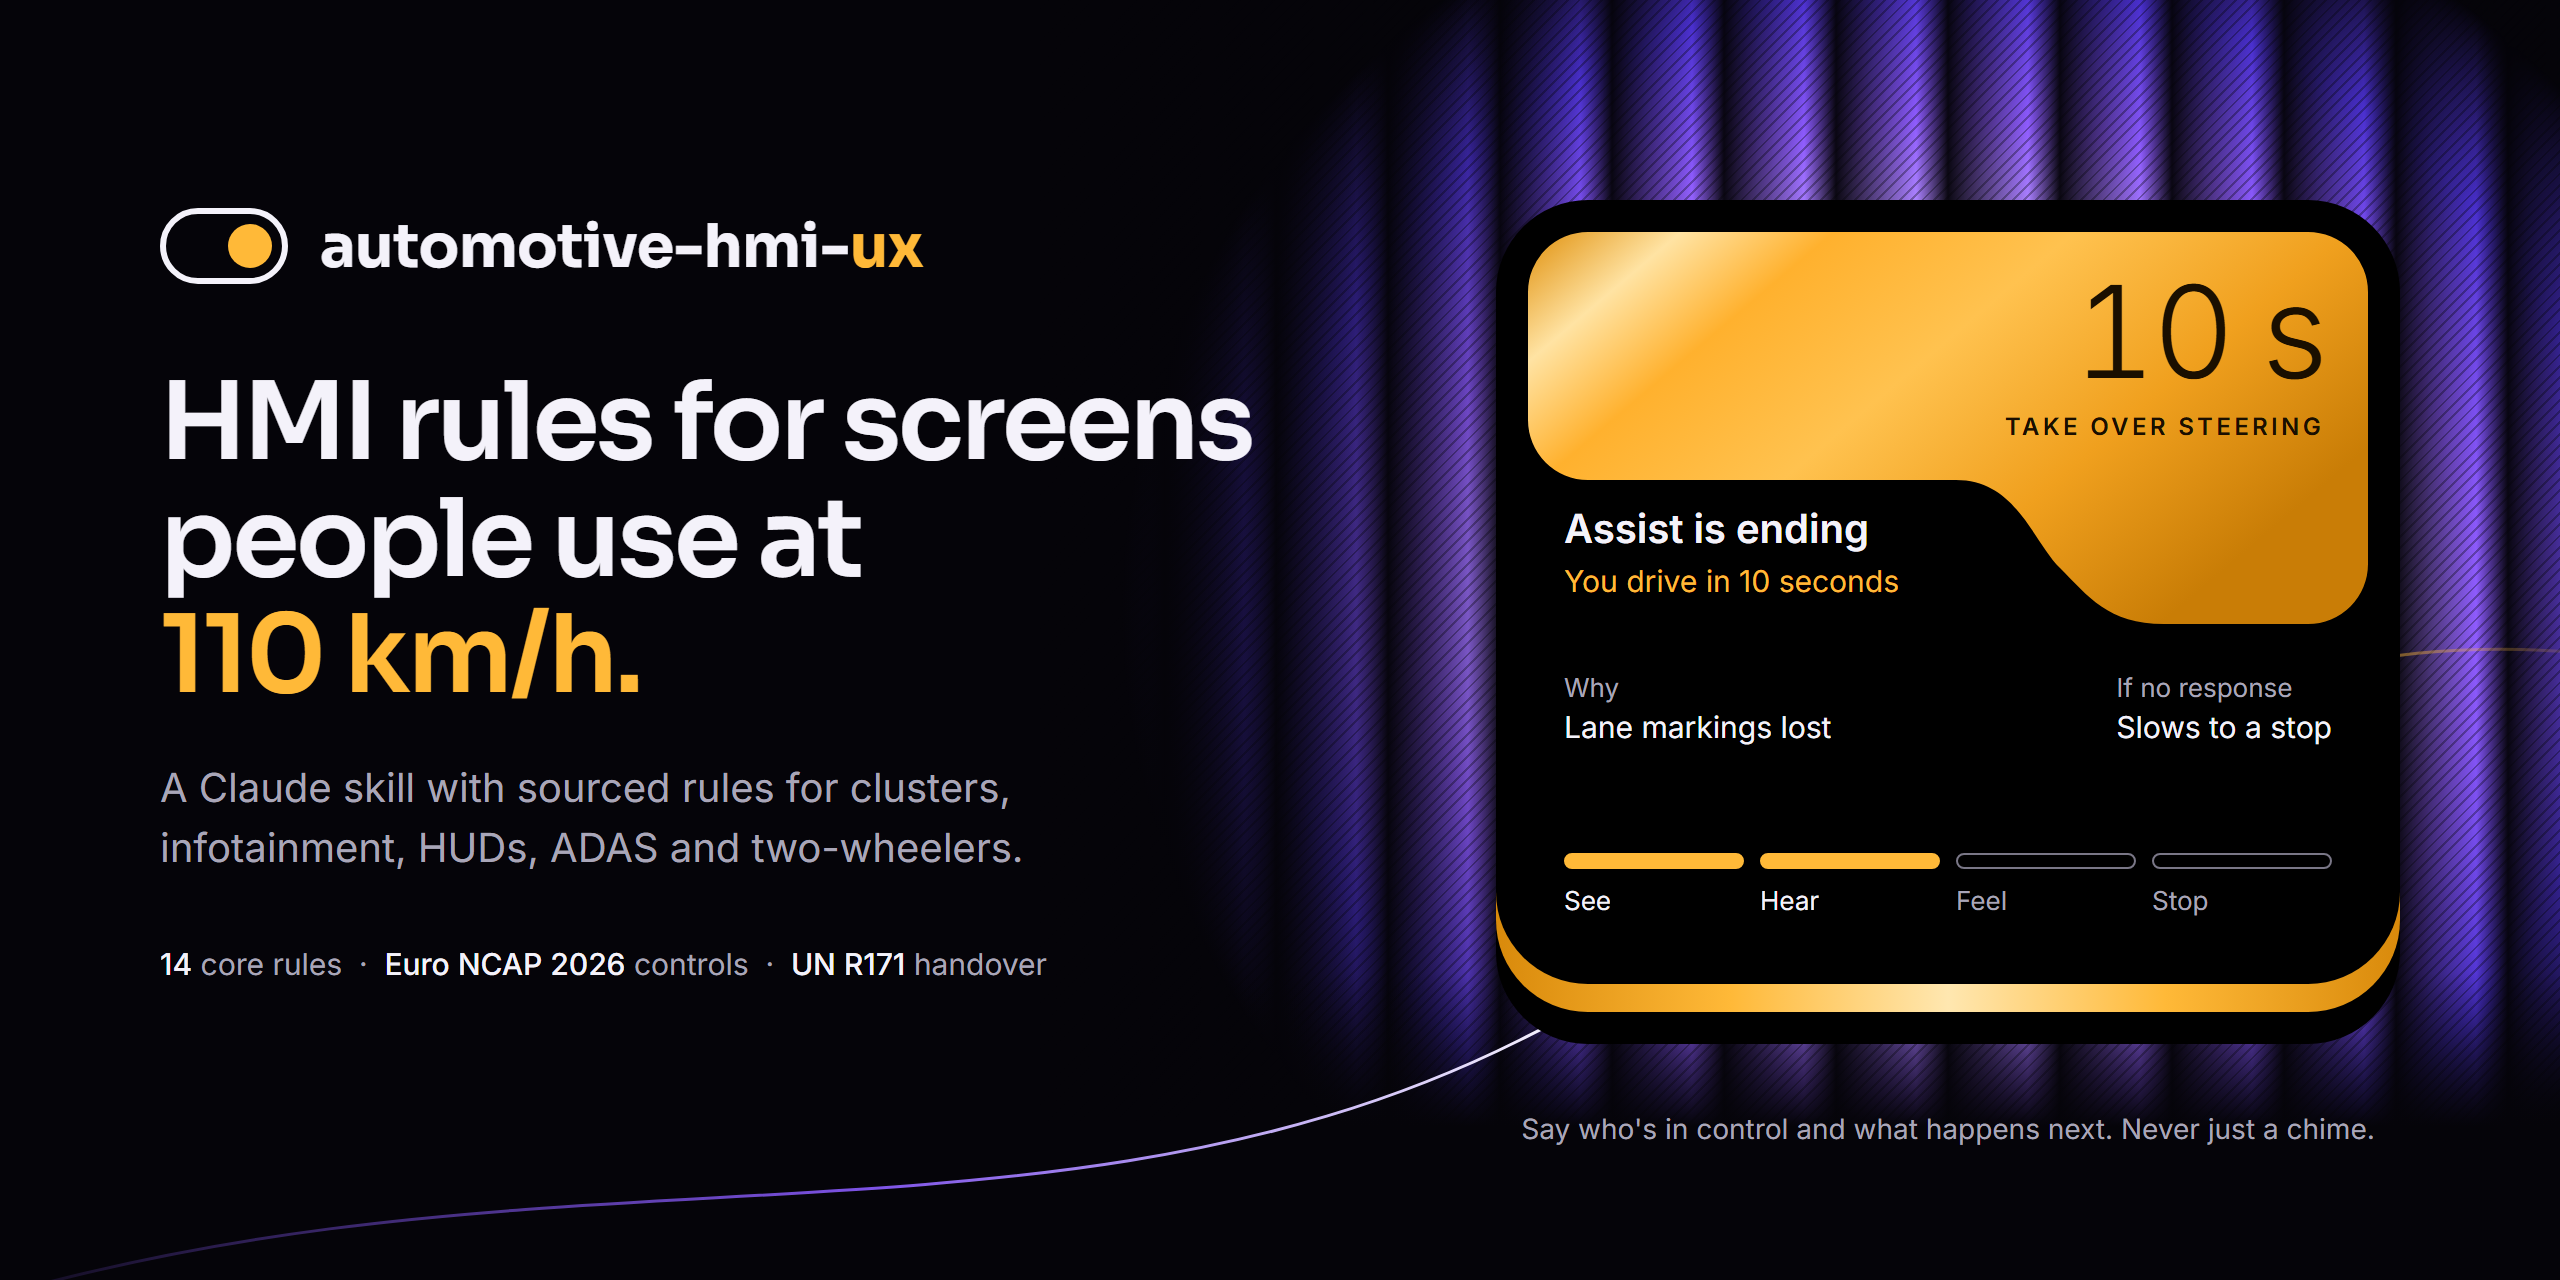 automotive-hmi-ux
HMI rules for screens
people use at
110 km/h.
A Claude skill with sourced rules for clusters,
infotainment, HUDs, ADAS and two-wheelers.
14 core rules · Euro NCAP 2026 controls · UN R171 handover
10 s
TAKE OVER STEERING
Assist is ending
You drive in 10 seconds
Why
Lane markings lost
If no response
Slows to a stop
See Hear Feel Stop
Say who's in control and what happens next. Never just a chime.